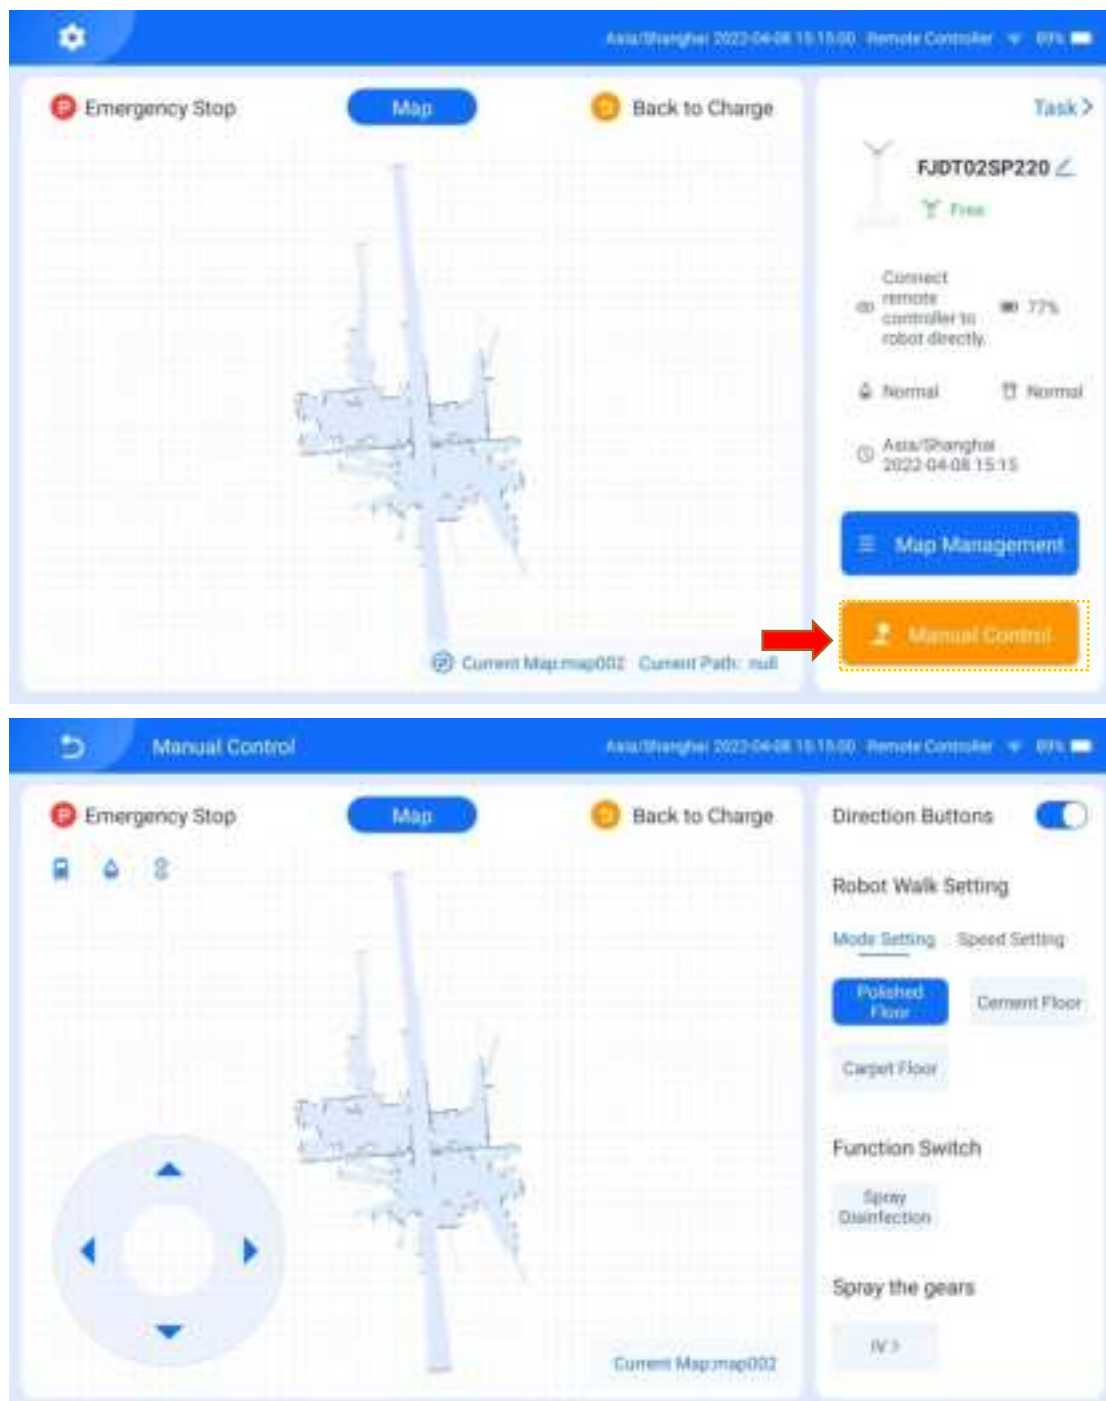 Asia/Shanghai 2022-04-08 15:15:00 Remote Controller 89%
Emergency Stop
Map
Back to Charge
Task >
FJDT02SP220
Free
Connect
remote
controller to
robot directly.
77%
Normal
Normal
Asia/Shanghai
2022-04-08 15:15
Map Management
Manual Control
Current Map:map002 Current Path: null
Manual Control
Asia/Shanghai 2022-04-08 15:15:00 Remote Controller 89%
Emergency Stop
Map
Back to Charge
Direction Buttons
Robot Walk Setting
Mode Setting Speed Setting
Polished
Floor
Cement Floor
Carpet Floor
Function Switch
Spray
Disinfection
Spray the gears
IV >
Current Map:map002